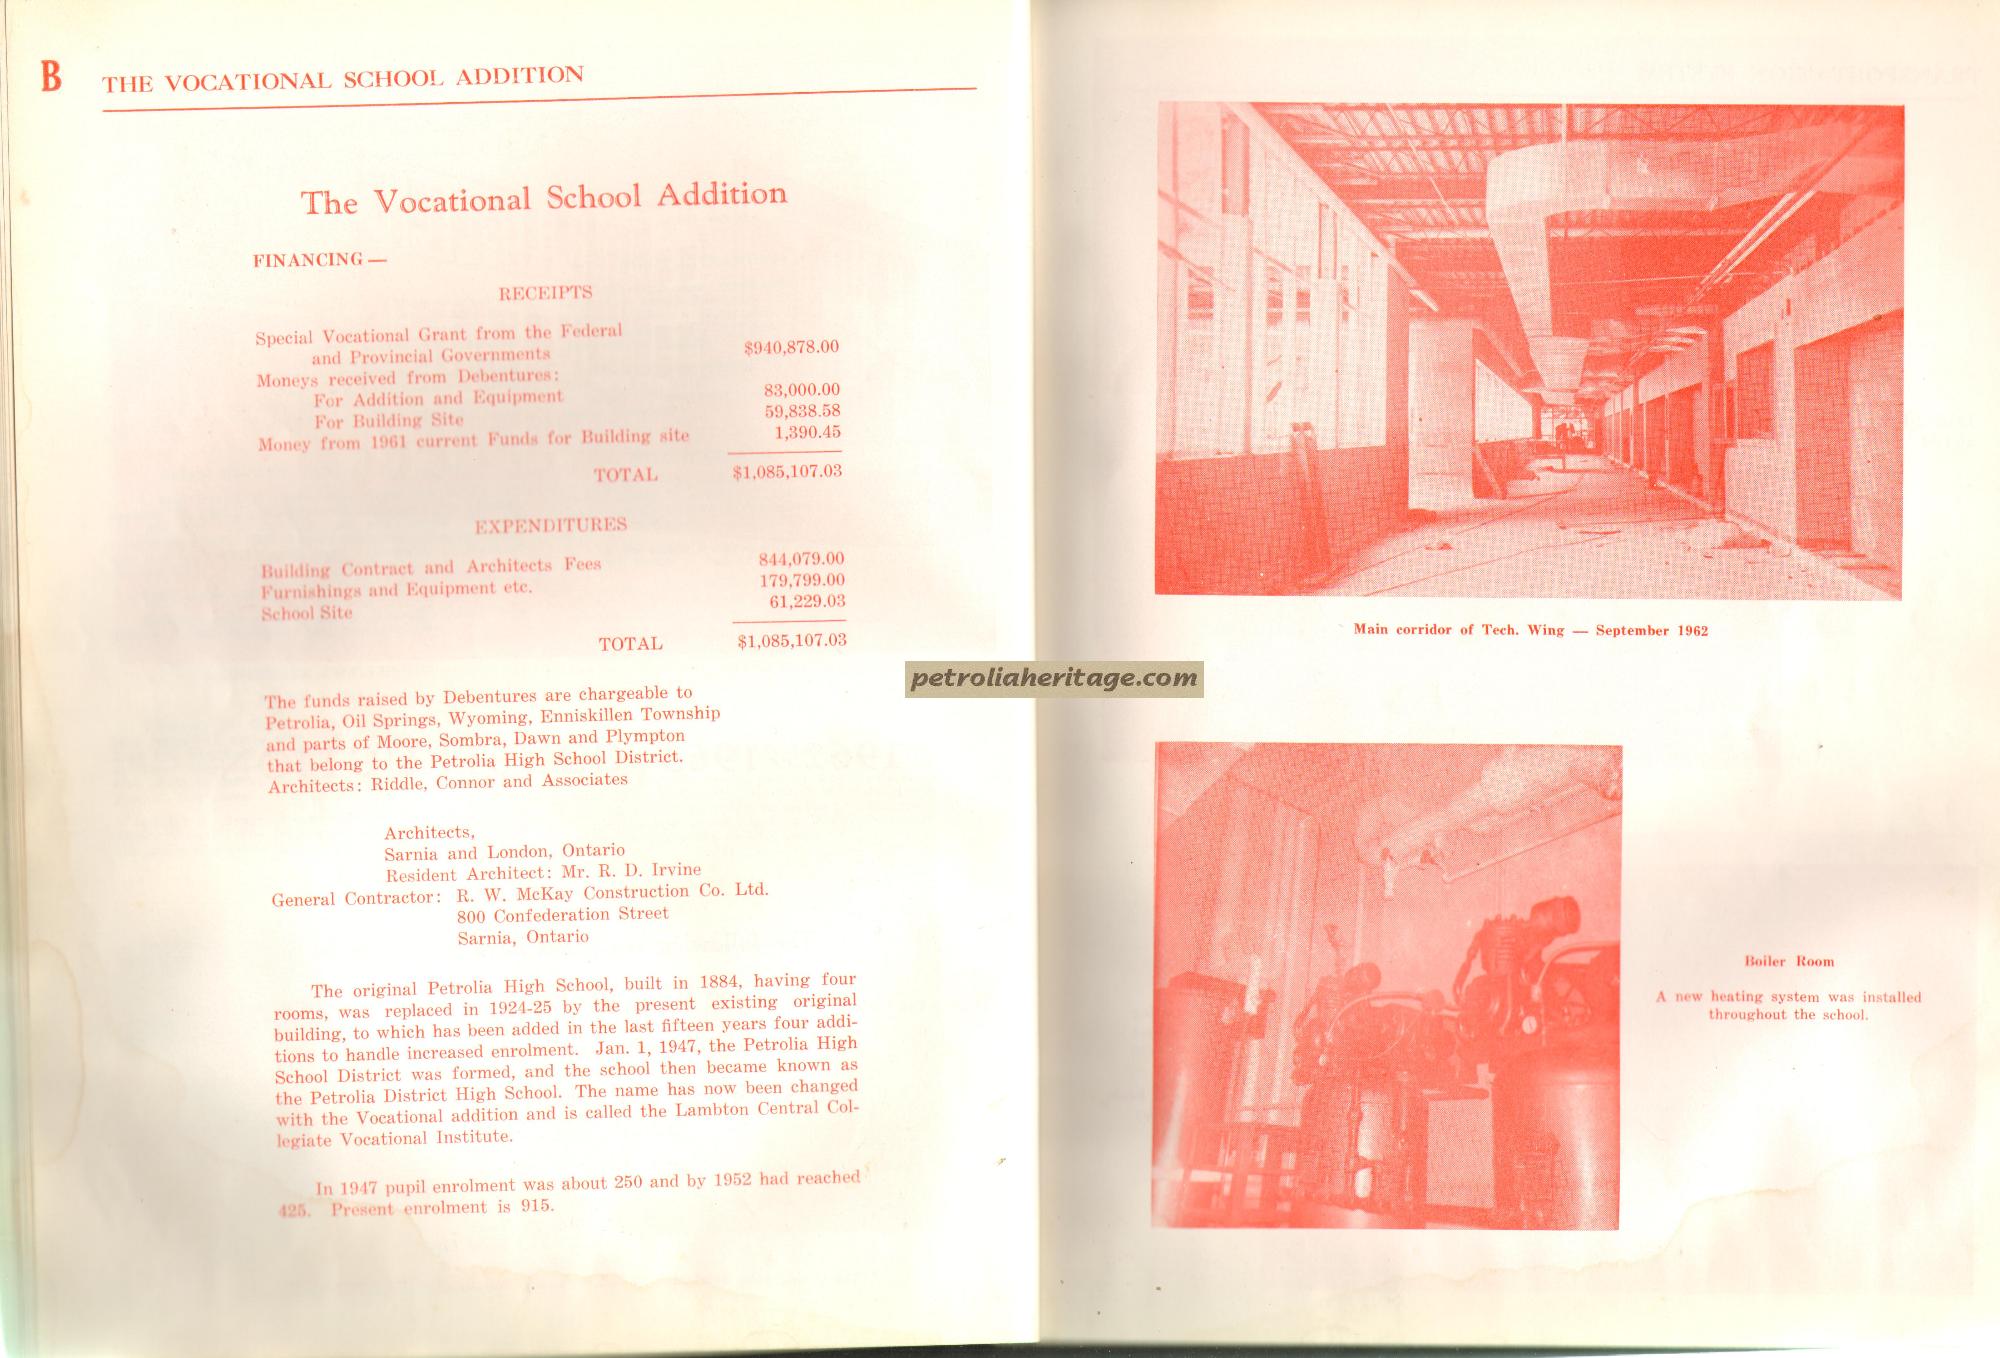 B THE VOCATIONAL SCHOOL ADDITION
The Vocational School Addition
FINANCING —
RECEIPTS
Special Vocational Grant from the Federal
and Provincial Governments $940,878.00
Moneys received from Debentures:
For Addition and Equipment 83,000.00
For Building Site 59,838.58
Money from 1961 current Funds for Building site 1,390.45
TOTAL $1,085,107.03
EXPENDITURES
Building Contract and Architects Fees 844,079.00
Furnishings and Equipment etc. 179,799.00
School Site 61,229.03
TOTAL $1,085,107.03
The funds raised by Debentures are chargeable to
Petrolia, Oil Springs, Wyoming, Enniskillen Township
and parts of Moore, Sombra, Dawn and Plympton
that belong to the Petrolia High School District.
Architects: Riddle, Connor and Associates
Architects,
Sarnia and London, Ontario
Resident Architect: Mr. R. D. Irvine
General Contractor: R. W. McKay Construction Co. Ltd.
800 Confederation Street
Sarnia, Ontario
The original Petrolia High School, built in 1884, having four
rooms, was replaced in 1924-25 by the present existing original
building, to which has been added in the last fifteen years four addi-
tions to handle increased enrolment. Jan. 1, 1947, the Petrolia High
School District was formed, and the school then became known as
the Petrolia District High School. The name has now been changed
with the Vocational addition and is called the Lambton Central Col-
legiate Vocational Institute.
In 1947 pupil enrolment was about 250 and by 1952 had reached
425. Present enrolment is 915.
petroliaheritage.com
Main corridor of Tech. Wing — September 1962
Boiler Room
A new heating system was installed
throughout the school.